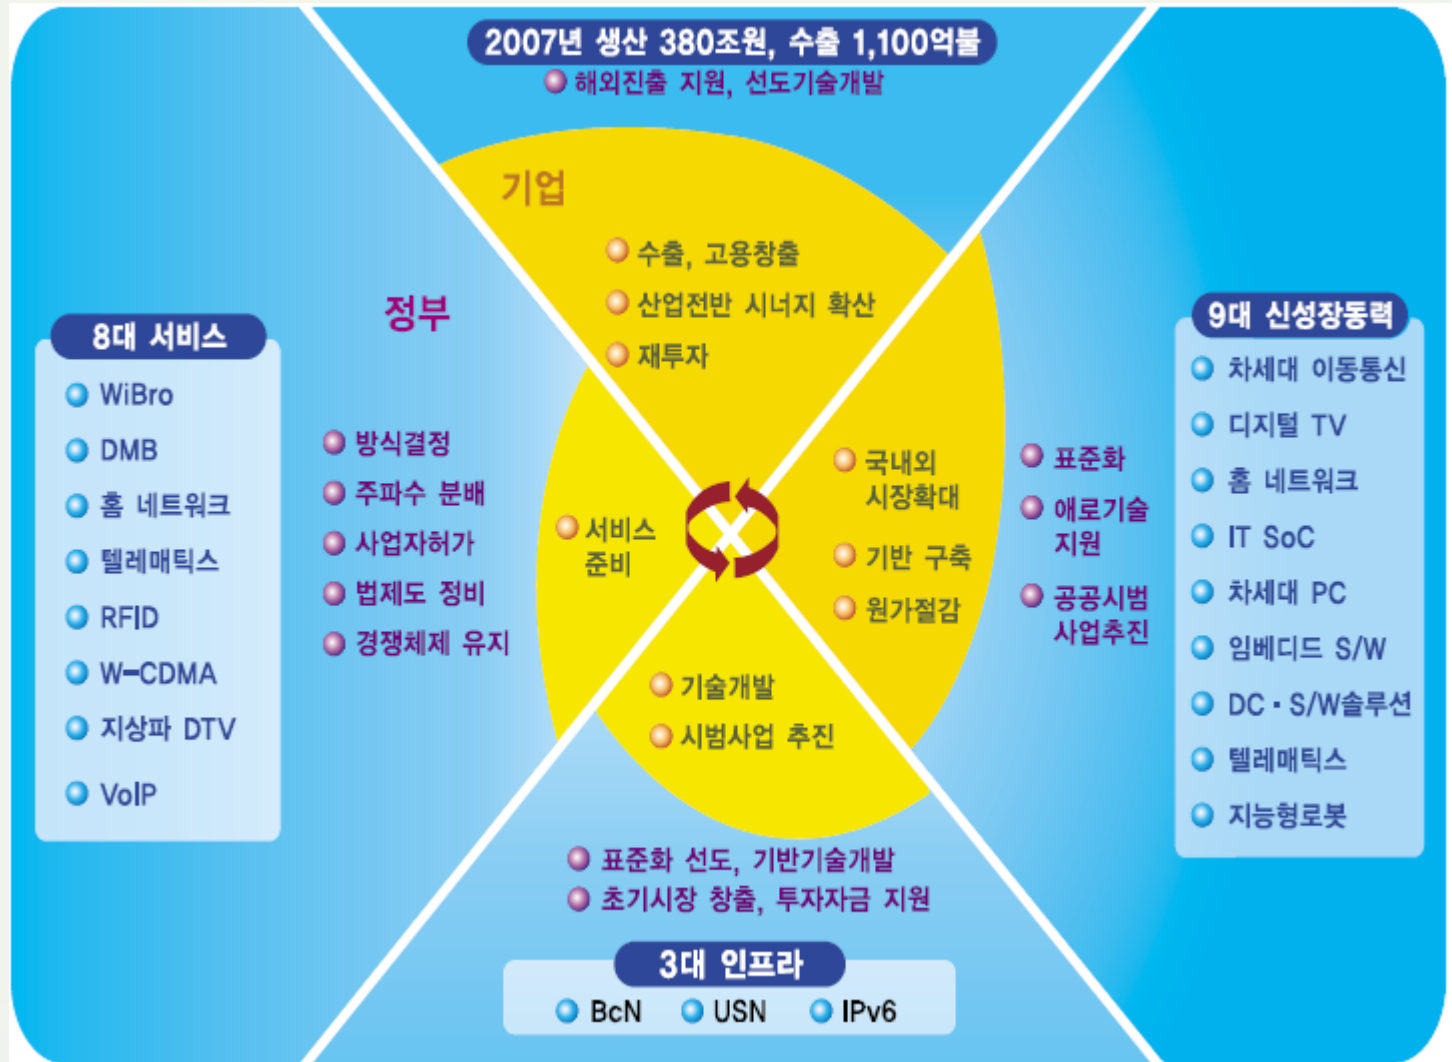 2007년 생산 380조원, 수출 1,100억불
해외진출 지원, 선도기술개발
기업
수출, 고용창출
산업전반 시너지 확산
재투자
정부
8대 서비스
WiBro
DMB
홈 네트워크
텔레매틱스
RFID
W-CDMA
지상파 DTV
VoIP
방식결정
주파수 분배
사업자허가
법제도 정비
경쟁체제 유지
서비스
준비
국내외
시장확대
기반 구축
원가절감
표준화
애로기술
지원
공공시범
사업추진
9대 신성장동력
차세대 이동통신
디지털 TV
홈 네트워크
IT SoC
차세대 PC
임베디드 S/W
DC·S/W솔루션
텔레매틱스
지능형로봇
기술개발
시범사업 추진
표준화 선도, 기반기술개발
초기시장 창출, 투자자금 지원
3대 인프라
BcN
USN
IPv6